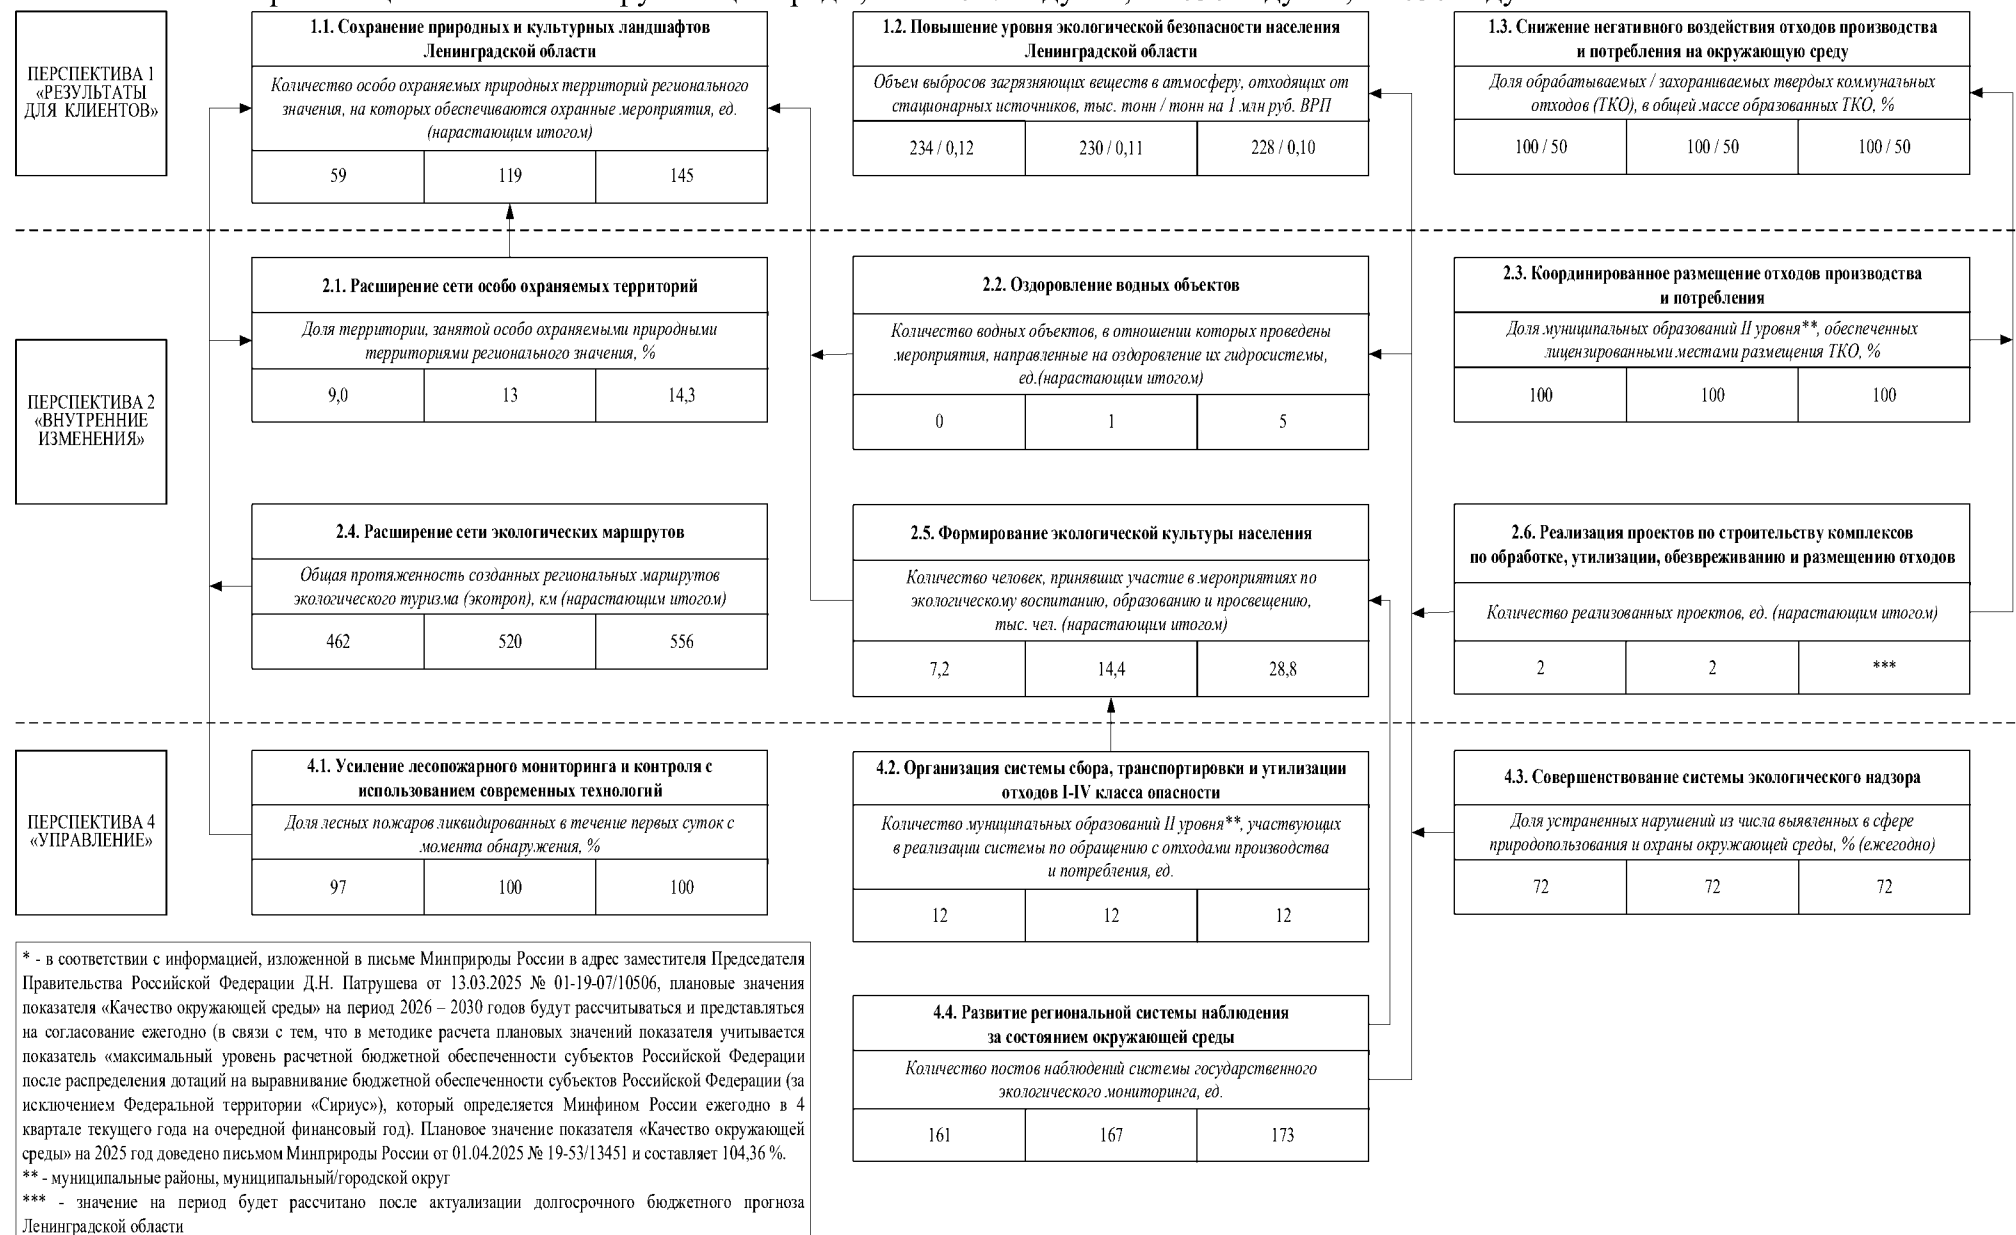 ПЕРСПЕКТИВА 1
«РЕЗУЛЬТАТЫ
ДЛЯ КЛИЕНТОВ»
1.1. Сохранение природных и культурных ландшафтов
Ленинградской области
Количество особо охраняемых природных территорий регионального
значения, на которых обеспечиваются охранные мероприятия, ед.
(нарастающим итогом)
59
119
145
1.2. Повышение уровня экологической безопасности населения
Ленинградской области
Объем выбросов загрязняющих веществ в атмосферу, отходящих от
стационарных источников, тыс. тонн / тонн на 1 млн руб. ВРП
234 / 0,12
230 / 0,11
228 / 0,10
1.3. Снижение негативного воздействия отходов производства
и потребления на окружающую среду
Доля обрабатываемых / захораниваемых твердых коммунальных
отходов (ТКО), в общей массе образованных ТКО, %
100 / 50
100 / 50
100 / 50
ПЕРСПЕКТИВА 2
«ВНУТРЕННИЕ
ИЗМЕНЕНИЯ»
2.1. Расширение сети особо охраняемых территорий
Доля территории, занятой особо охраняемыми природными
территориями регионального значения, %
9,0
13
14,3
2.2. Оздоровление водных объектов
Количество водных объектов, в отношении которых проведены
мероприятия, направленные на оздоровление их гидросистемы,
ед.(нарастающим итогом)
0
1
5
2.3. Координированное размещение отходов производства
и потребления
Доля муниципальных образований II уровня**, обеспеченных
лицензированными местами размещения ТКО, %
100
100
100
2.4. Расширение сети экологических маршрутов
Общая протяженность созданных региональных маршрутов
экологического туризма (экотроп), км (нарастающим итогом)
462
520
556
2.5. Формирование экологической культуры населения
Количество человек, принявших участие в мероприятиях по
экологическому воспитанию, образованию и просвещению,
тыс. чел. (нарастающим итогом)
7,2
14,4
28,8
2.6. Реализация проектов по строительству комплексов
по обработке, утилизации, обезвреживанию и размещению отходов
Количество реализованных проектов, ед. (нарастающим итогом)
2
2
***
ПЕРСПЕКТИВА 4
«УПРАВЛЕНИЕ»
4.1. Усиление лесопожарного мониторинга и контроля с
использованием современных технологий
Доля лесных пожаров ликвидированных в течение первых суток с
момента обнаружения, %
97
100
100
4.2. Организация системы сбора, транспортировки и утилизации
отходов I-IV класса опасности
Количество муниципальных образований II уровня**, участвующих
в реализации системы по обращению с отходами производства
и потребления, ед.
12
12
12
4.3. Совершенствование системы экологического надзора
Доля устраненных нарушений из числа выявленных в сфере
природопользования и охраны окружающей среды, % (ежегодно)
72
72
72
4.4. Развитие региональной системы наблюдения
за состоянием окружающей среды
Количество постов наблюдений системы государственного
экологического мониторинга, ед.
161
167
173
* - в соответствии с информацией, изложенной в письме Минприроды России в адрес заместителя Председателя
Правительства Российской Федерации Д.Н. Патрушева от 13.03.2025 № 01-19-07/10506, плановые значения
показателя «Качество окружающей среды» на период 2026 – 2030 годов будут рассчитываться и представляться
на согласование ежегодно (в связи с тем, что в методике расчета плановых значений показателя учитывается
показатель «максимальный уровень расчетной бюджетной обеспеченности субъектов Российской Федерации
после распределения дотаций на выравнивание бюджетной обеспеченности субъектов Российской Федерации (за
исключением Федеральной территории «Сириус»), который определяется Минфином России ежегодно в 4
квартале текущего года на очередной финансовый год). Плановое значение показателя «Качество окружающей
среды» на 2025 год доведено письмом Минприроды России от 01.04.2025 № 19-53/13451 и составляет 104,36 %.
** - муниципальные районы, муниципальный/городской округ
*** - значение на период будет рассчитано после актуализации долгосрочного бюджетного прогноза
Ленинградской области